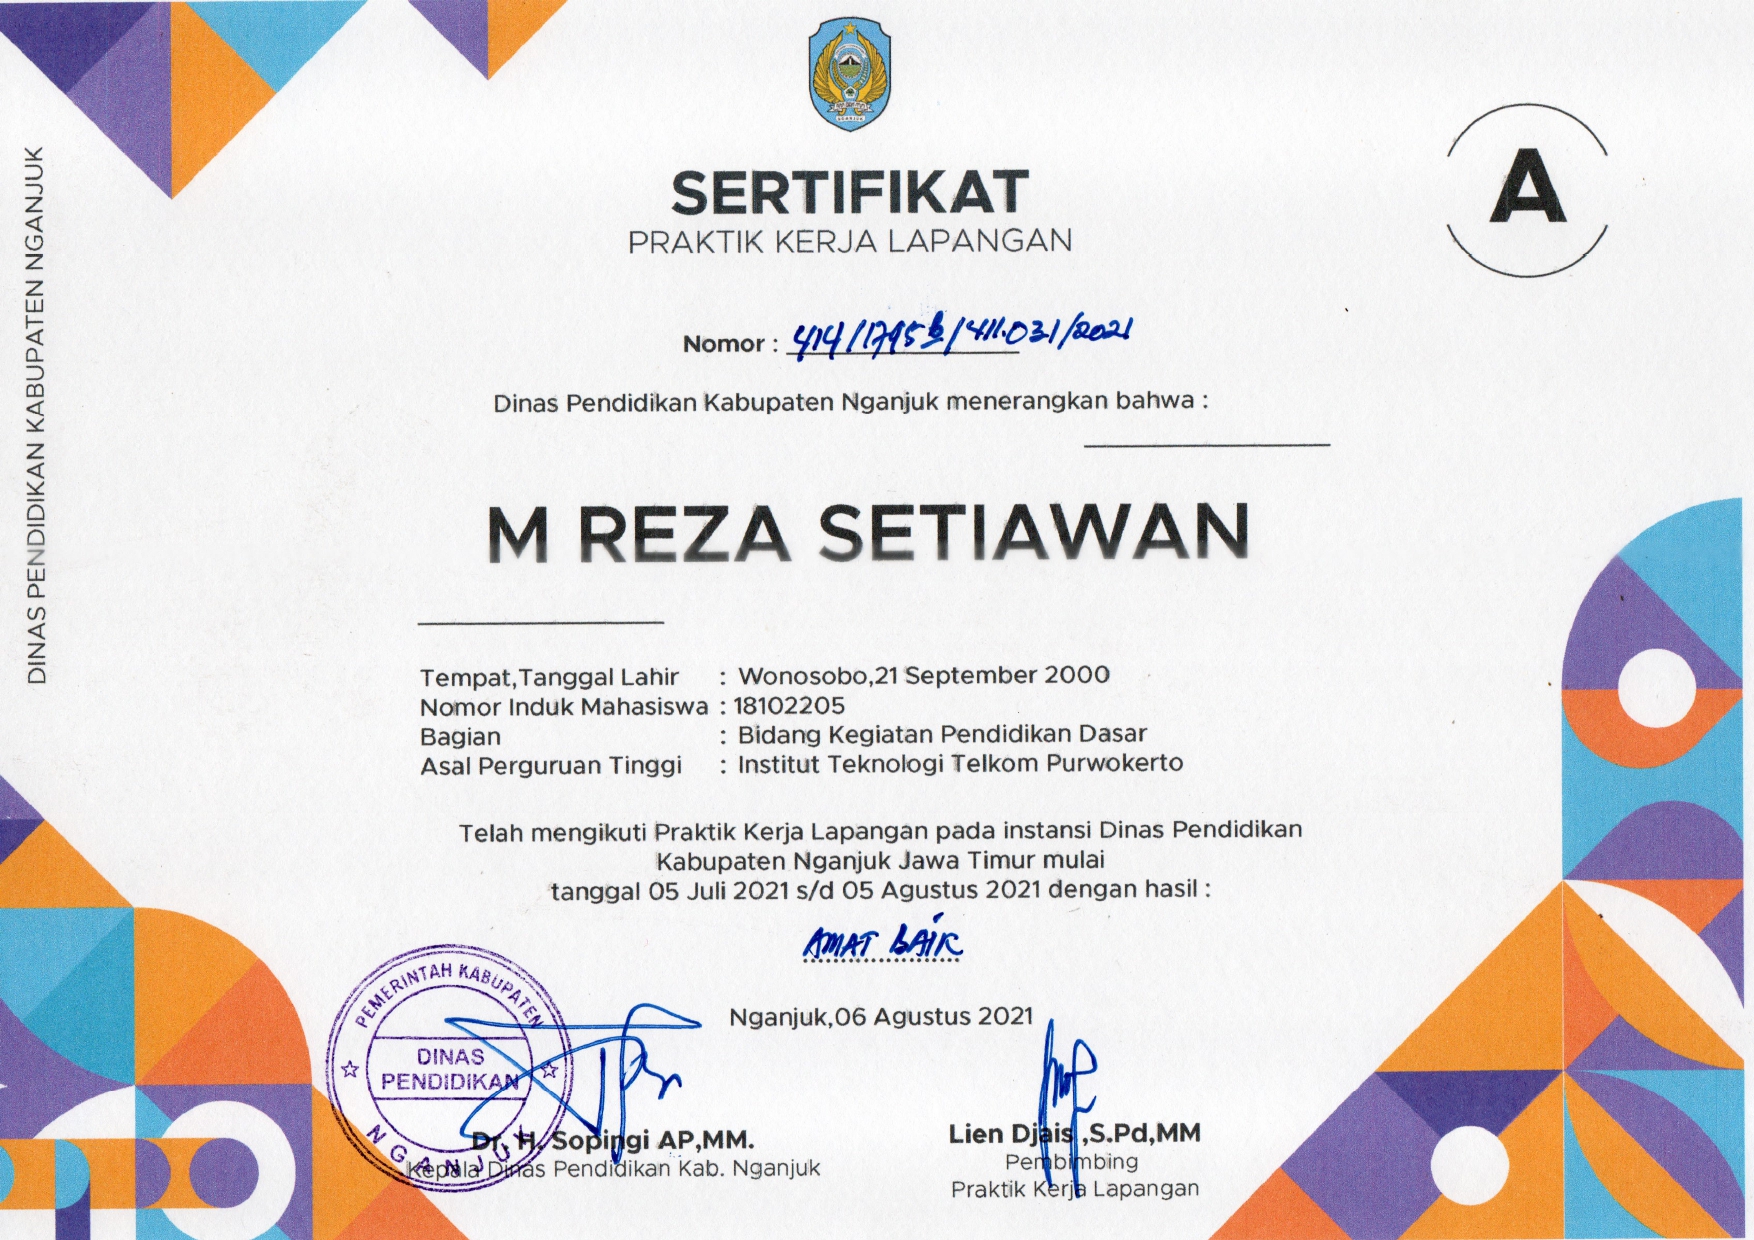 DINAS PENDIDIKAN KABUPATEN NGANJUK
SERTIFIKAT
PRAKTIK KERJA LAPANGAN
A
Nomor : 414/1795b/411.031/2021
Dinas Pendidikan Kabupaten Nganjuk menerangkan bahwa :
M REZA SETIAWAN
Tempat,Tanggal Lahir : Wonosobo,21 September 2000
Nomor Induk Mahasiswa : 18102205
Bagian : Bidang Kegiatan Pendidikan Dasar
Asal Perguruan Tinggi : Institut Teknologi Telkom Purwokerto
Telah mengikuti Praktik Kerja Lapangan pada instansi Dinas Pendidikan
Kabupaten Nganjuk Jawa Timur mulai
tanggal 05 Juli 2021 s/d 05 Agustus 2021 dengan hasil :
AMAT BAIK
Nganjuk,06 Agustus 2021
PEMERINTAH KABUPATEN
DINAS
PENDIDIKAN
NGANJUK
Dr. H. Sopingi AP,MM.
Kepala Dinas Pendidikan Kab. Nganjuk
Lien Djais ,S.Pd,MM
Pembimbing
Praktik Kerja Lapangan